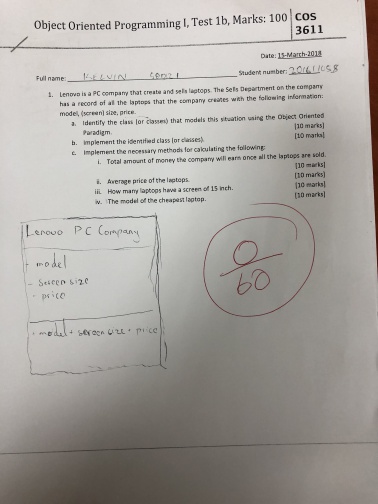 Object Oriented Programming I, Test 1b, Marks: 100 COS
3611
Date: 15-March-2018
Full name: KELVIN Student number:
1. Lenovo is a PC company that create and sells laptops. The Sells Department on the company
has a record of all the laptops that the company creates with the following information:
model, (screen) size, price.
a. Identify the class (or classes) that models this situation using the Object Oriented
Paradigm. [10 marks]
b. Implement the identified class (or classes). [10 marks]
c. Implement the necessary methods for calculating the following:
i. Total amount of money the company will earn once all the laptops are sold.
[10 marks]
ii. Average price of the laptops. [10 marks]
iii. How many laptops have a screen of 15 inch. [10 marks]
iv. The model of the cheapest laptop. [10 marks]
Lenovo PC Company
+ model
- screen size
- price
+ model + screen size + price
0
60